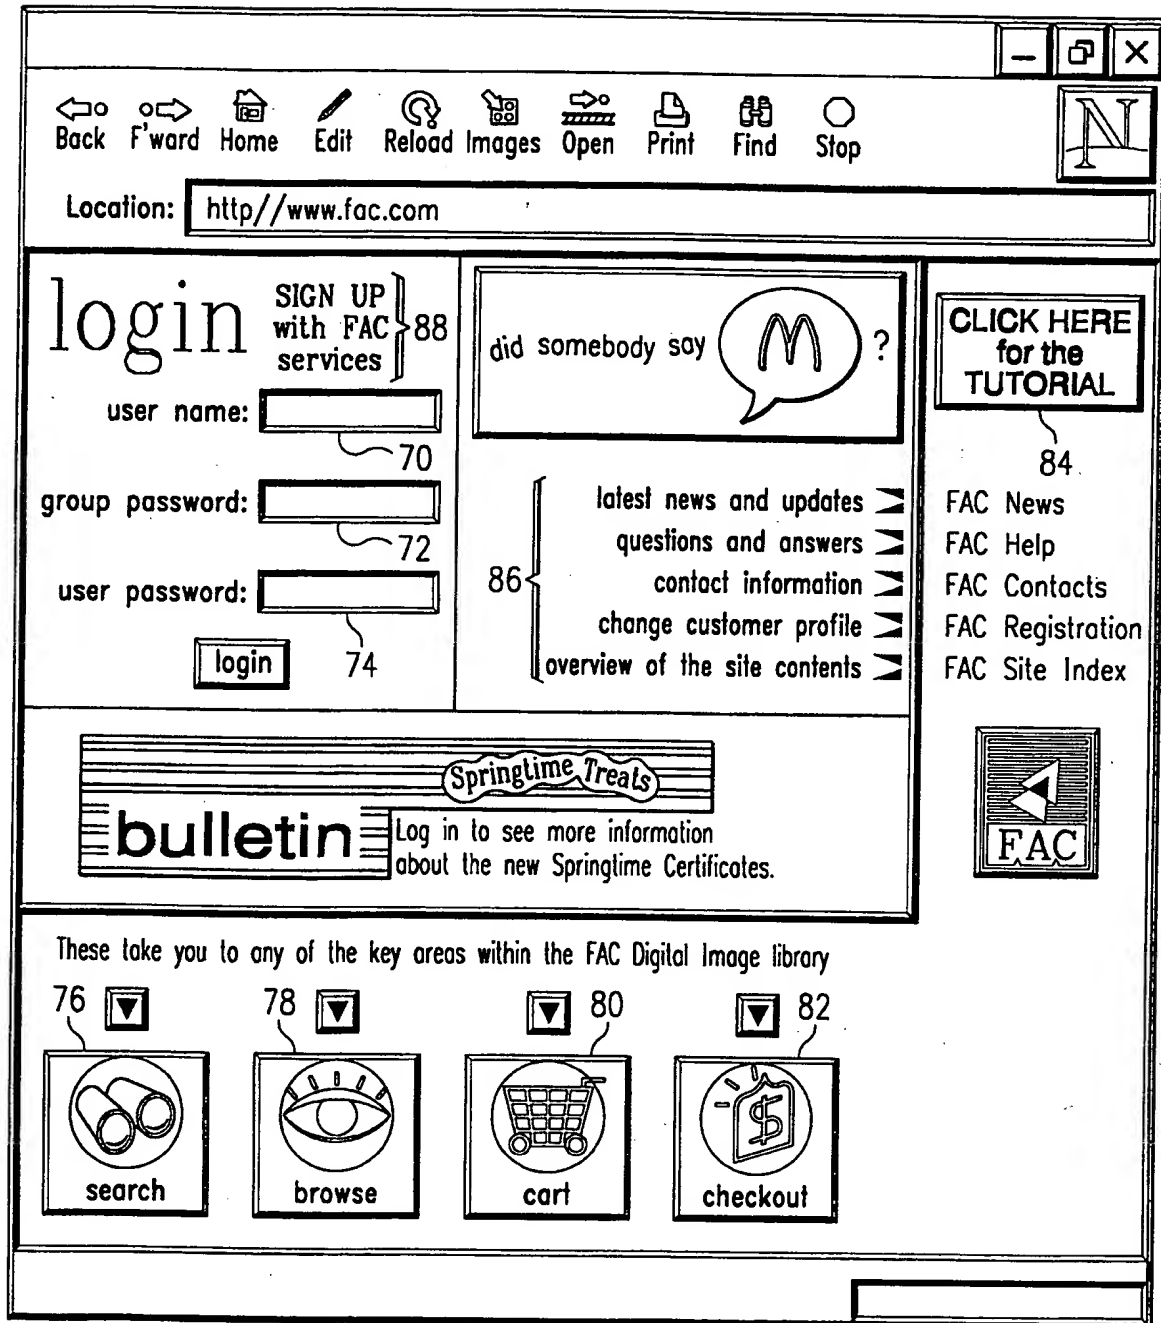 Back F'ward Home Edit Reload Images Open Print Find Stop
N
Location: http//www.fac.com
login
SIGN UP
with FAC
services
88
user name:
70
group password:
72
user password:
74
login
did somebody say M ?
86
latest news and updates
questions and answers
contact information
change customer profile
overview of the site contents
CLICK HERE
for the
TUTORIAL
84
FAC News
FAC Help
FAC Contacts
FAC Registration
FAC Site Index
FAC
Springtime Treats
bulletin
Log in to see more information
about the new Springtime Certificates.
These take you to any of the key areas within the FAC Digital Image library
76 78 80 82
search browse cart checkout
$